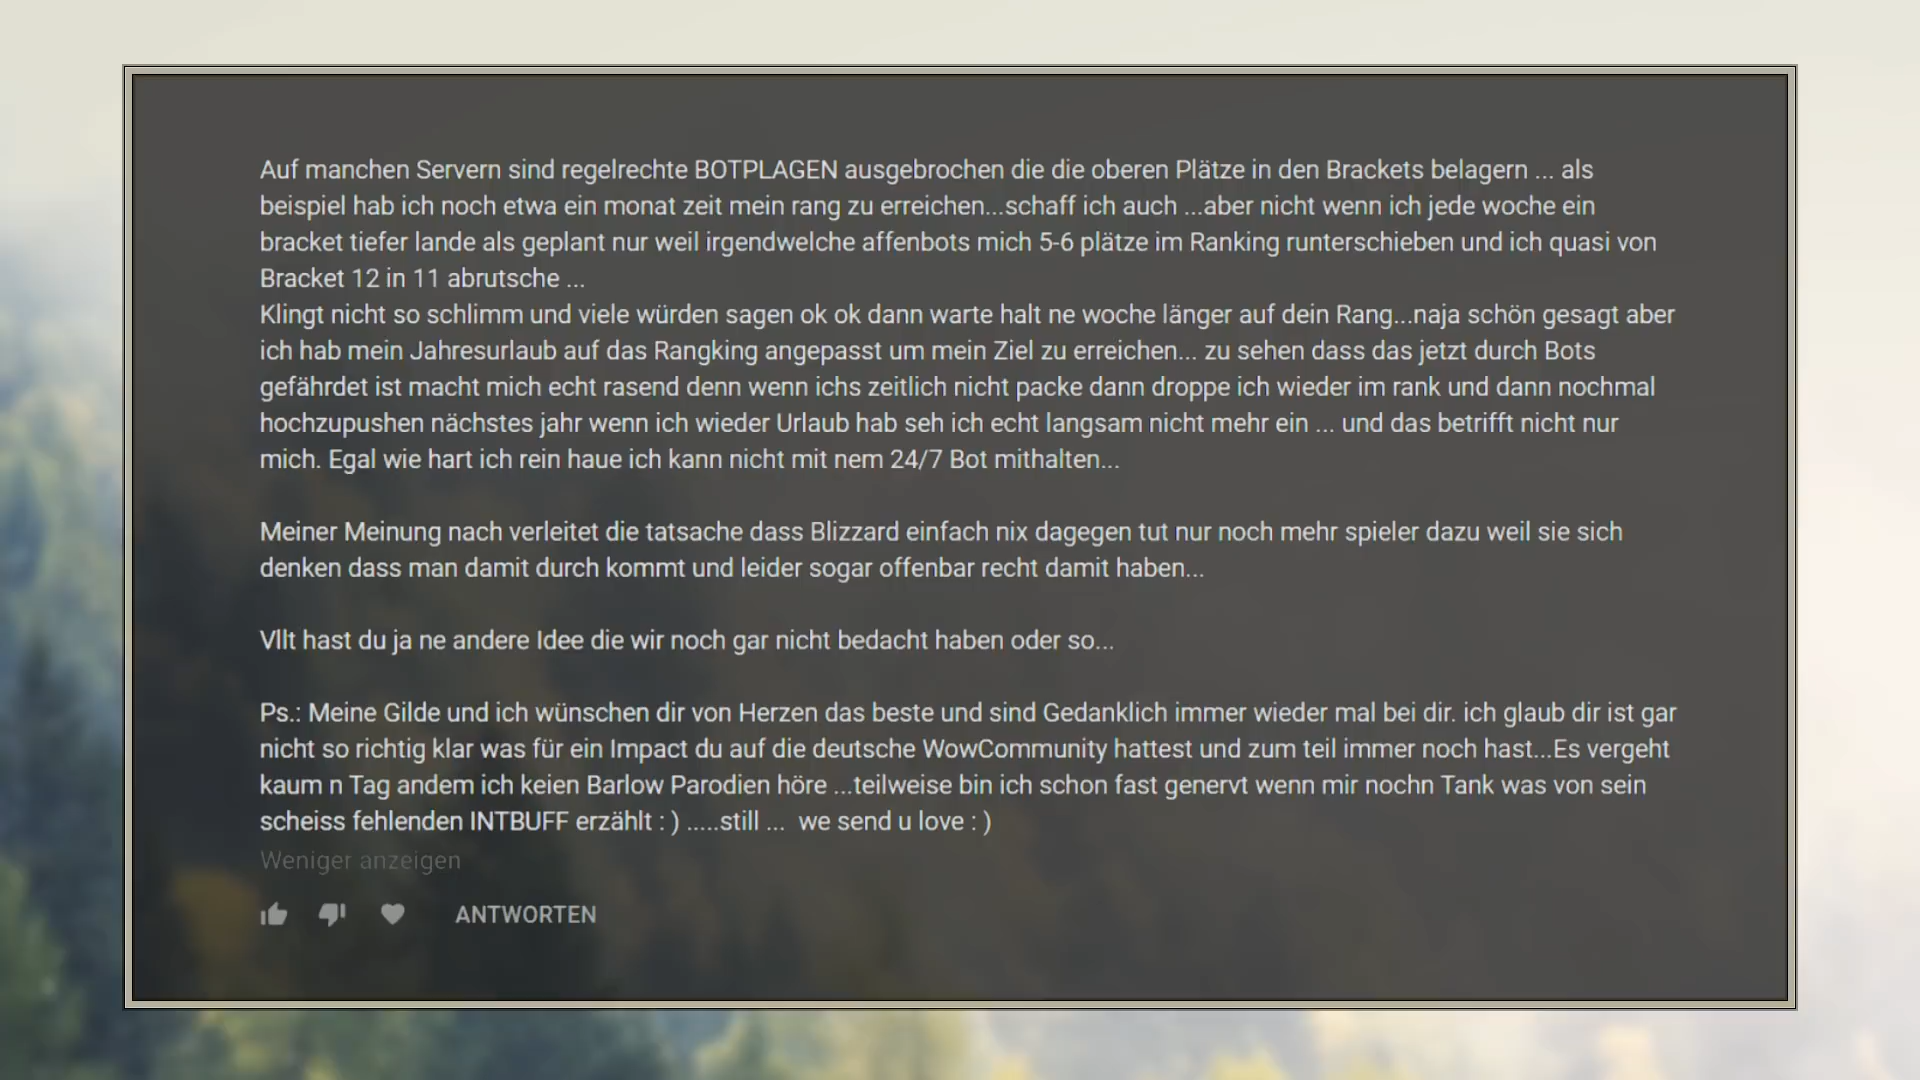 Auf manchen Servern sind regelrechte BOTPLAGEN ausgebrochen die die oberen Plätze in den Brackets belagern ... als
beispiel hab ich noch etwa ein monat zeit mein rang zu erreichen...schaff ich auch ...aber nicht wenn ich jede woche ein
bracket tiefer lande als geplant nur weil irgendwelche affenbots mich 5-6 plätze im Ranking runterschieben und ich quasi von
Bracket 12 in 11 abrutsche ...
Klingt nicht so schlimm und viele würden sagen ok ok dann warte halt ne woche länger auf dein Rang...naja schön gesagt aber
ich hab mein Jahresurlaub auf das Rangking angepasst um mein Ziel zu erreichen... zu sehen dass das jetzt durch Bots
gefährdet ist macht mich echt rasend denn wenn ichs zeitlich nicht packe dann droppe ich wieder im rank und dann nochmal
hochzupushen nächstes jahr wenn ich wieder Urlaub hab seh ich echt langsam nicht mehr ein ... und das betrifft nicht nur
mich. Egal wie hart ich rein haue ich kann nicht mit nem 24/7 Bot mithalten...
Meiner Meinung nach verleitet die tatsache dass Blizzard einfach nix dagegen tut nur noch mehr spieler dazu weil sie sich
denken dass man damit durch kommt und leider sogar offenbar recht damit haben...
Vllt hast du ja ne andere Idee die wir noch gar nicht bedacht haben oder so...
Ps.: Meine Gilde und ich wünschen dir von Herzen das beste und sind Gedanklich immer wieder mal bei dir. ich glaub dir ist gar
nicht so richtig klar was für ein Impact du auf die deutsche WowCommunity hattest und zum teil immer noch hast...Es vergeht
kaum n Tag andem ich keien Barlow Parodien höre ...teilweise bin ich schon fast genervt wenn mir nochn Tank was von sein
scheiss fehlenden INTBUFF erzählt : ) .....still ...  we send u love : )
Weniger anzeigen
ANTWORTEN